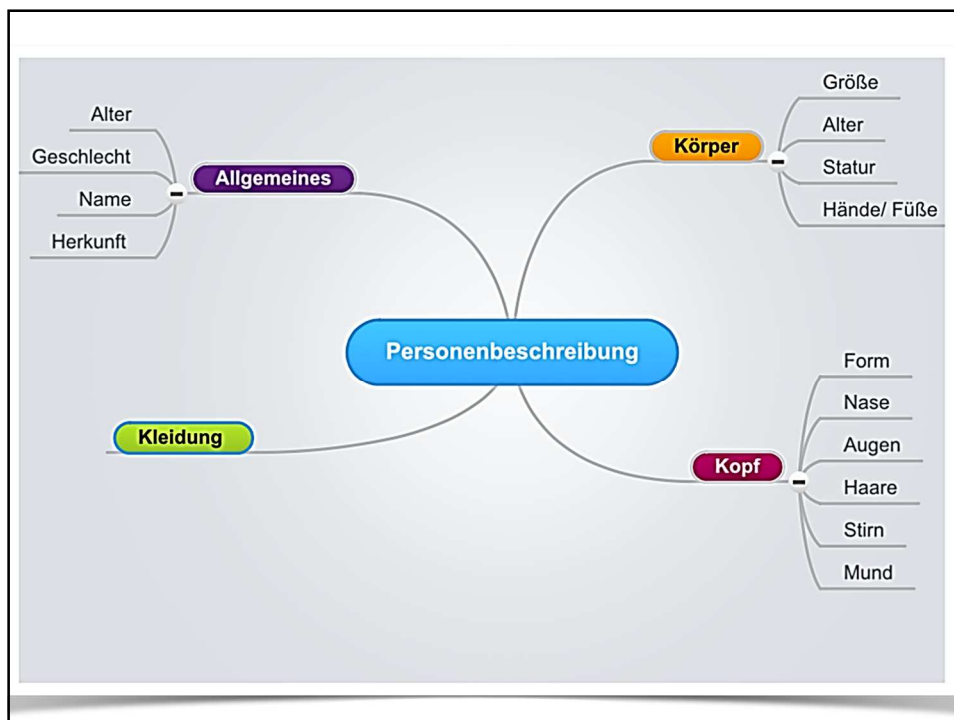 Alter
Geschlecht
Name
Herkunft
Allgemeines
Körper
Größe
Alter
Statur
Hände/ Füße
Personenbeschreibung
Kleidung
Kopf
Form
Nase
Augen
Haare
Stirn
Mund